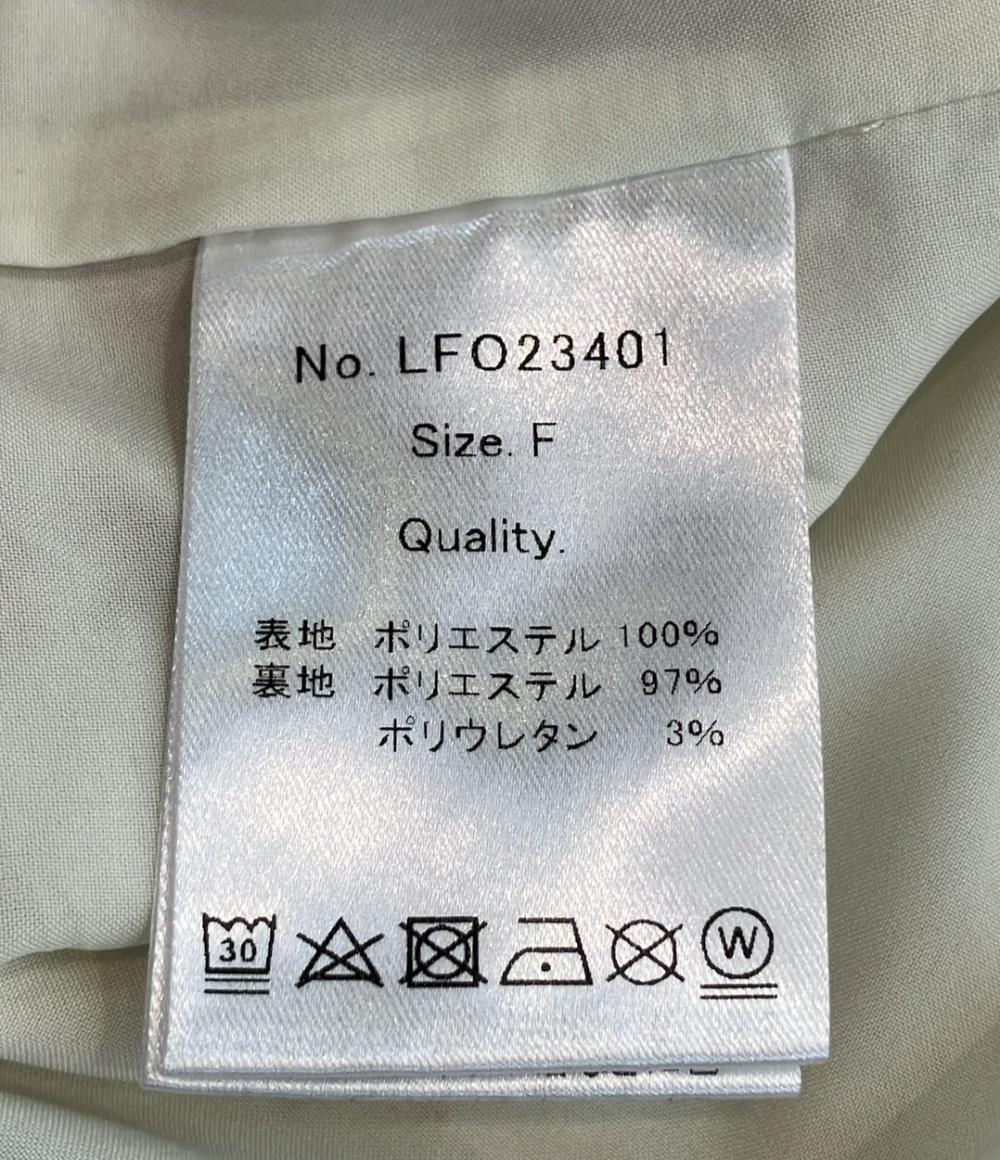 No. LFO23401
Size. F
Quality.
表地 ポリエステル 100%
裏地 ポリエステル 97%
ポリウレタン 3%
30
W